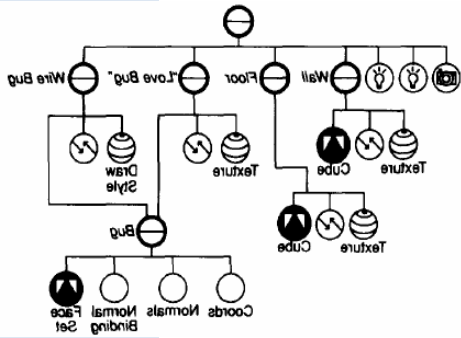 Wire Bug
"Love Bug"
Floor
Wall
Draw
Style
Texture
Cube
Texture
Bug
Cube
Texture
Face
Set
Normal
Binding
Normals
Coords